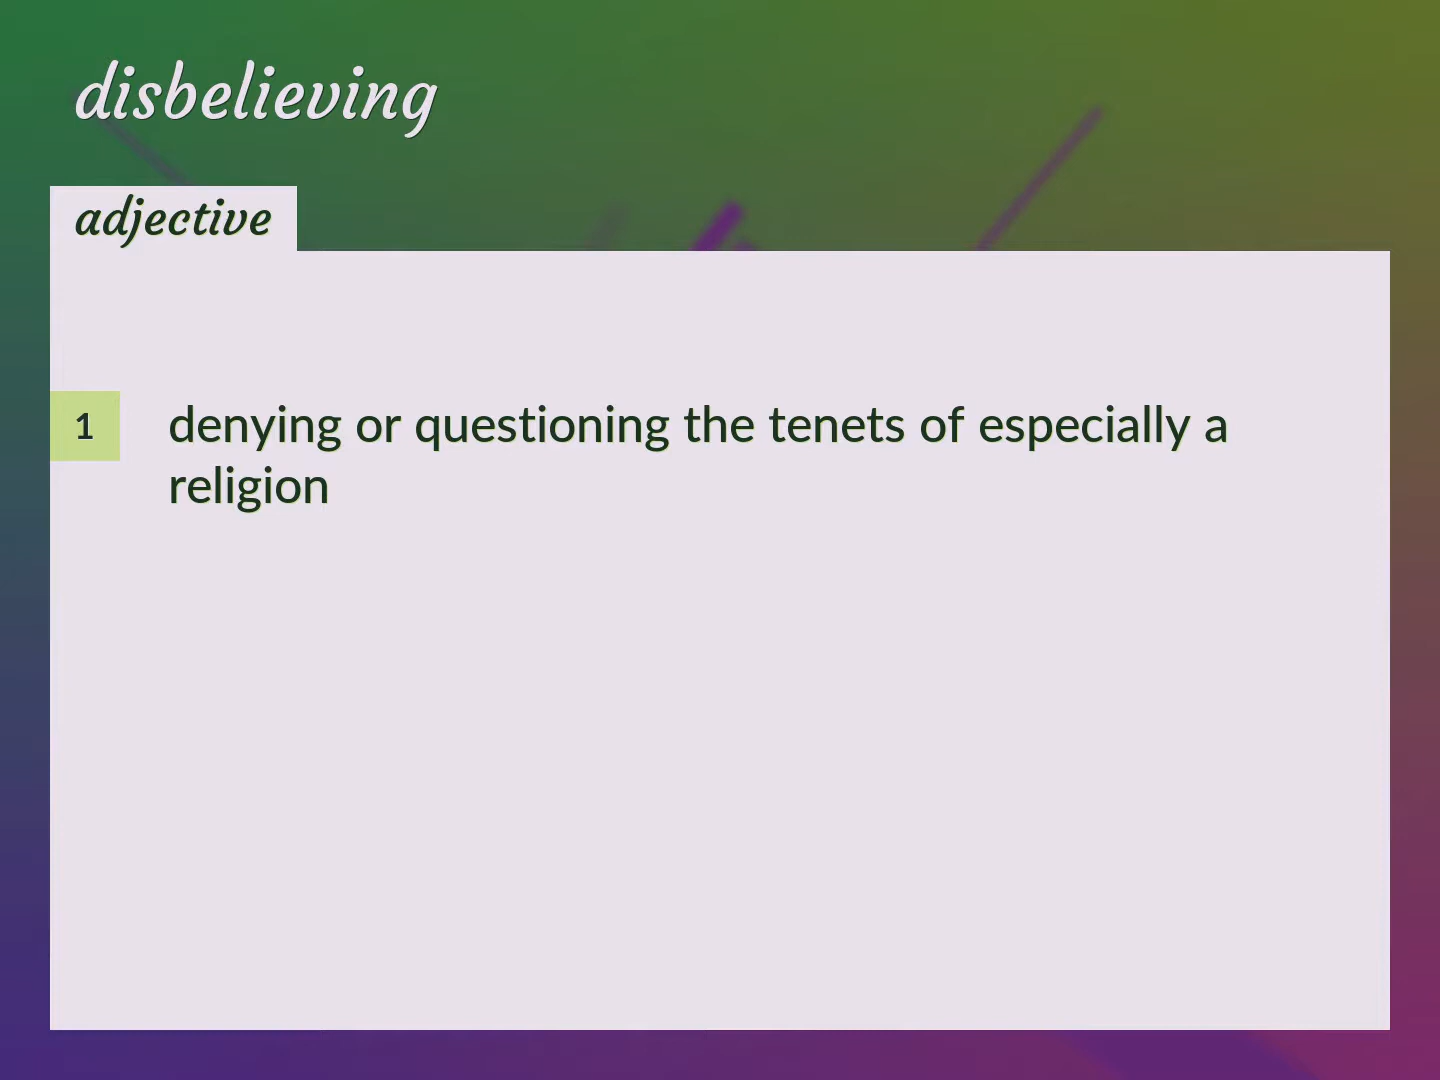 disbelieving
adjective
1
denying or questioning the tenets of especially a
religion